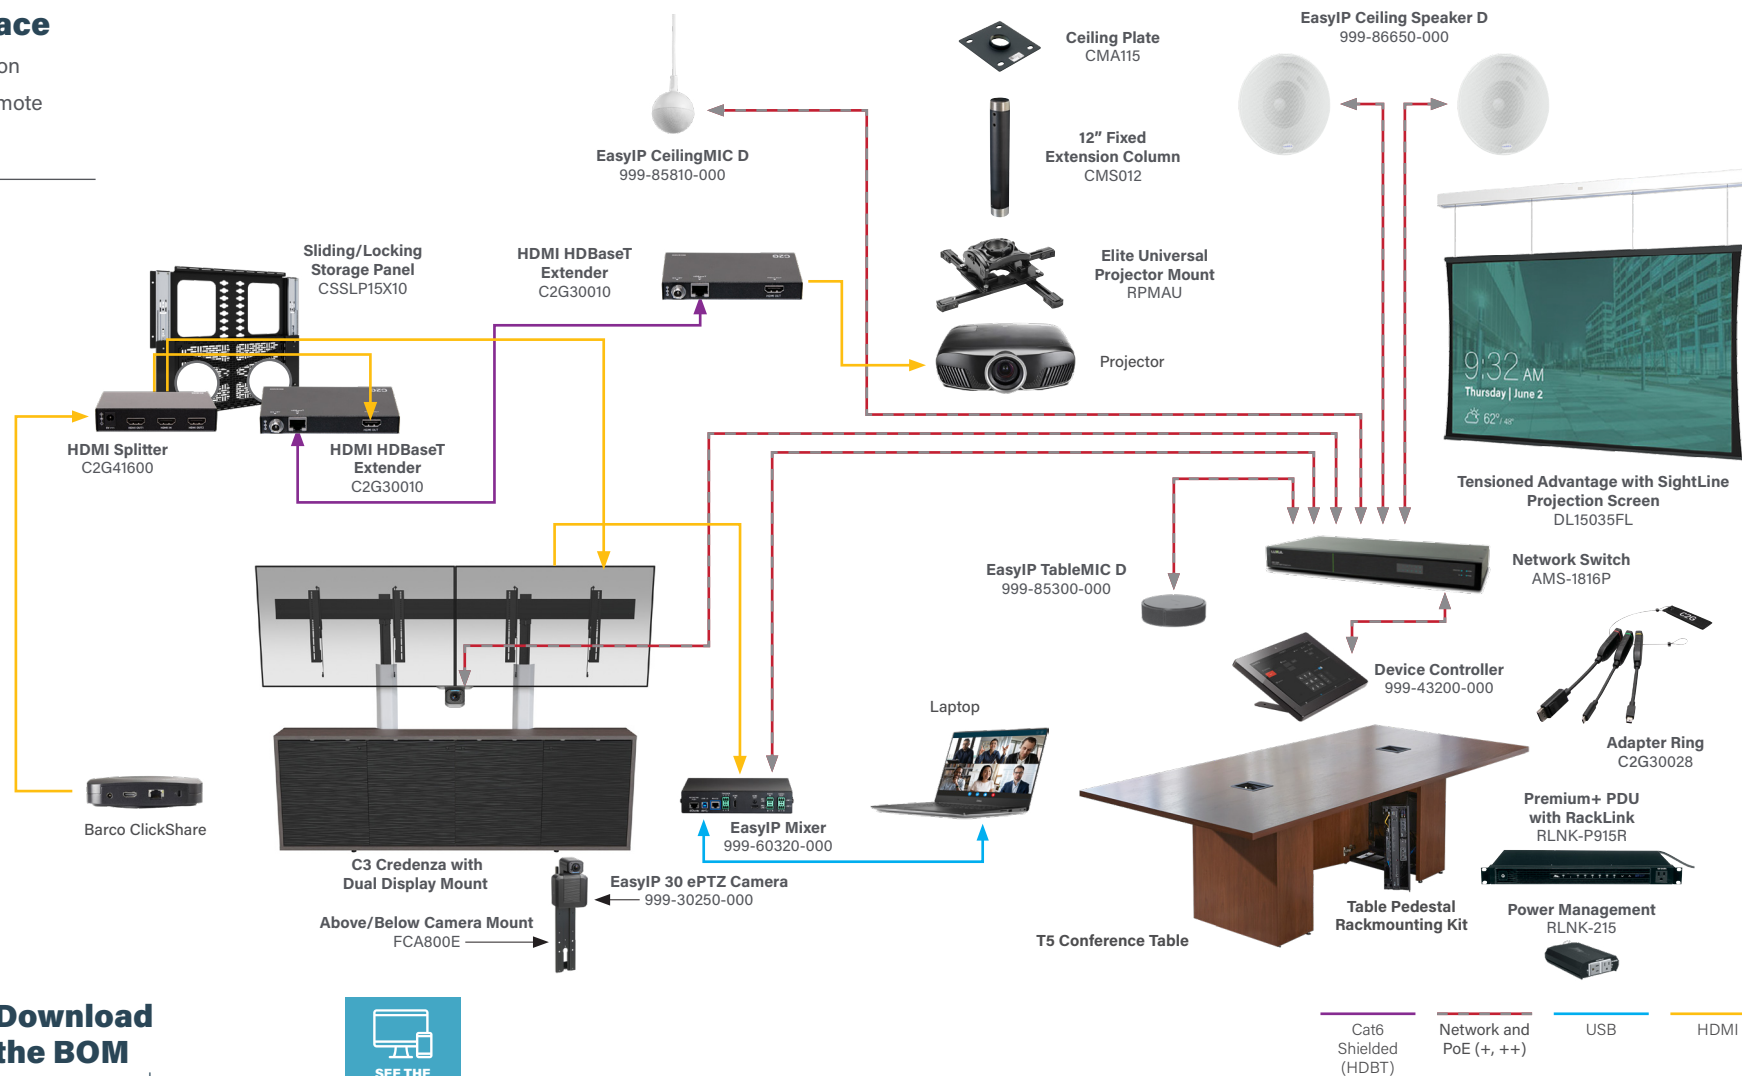 ace
on
mote
EasyIP CeilingMIC D
999-85810-000
Ceiling Plate
CMA115
12" Fixed
Extension Column
CMS012
Elite Universal
Projector Mount
RPMAU
Projector
EasyIP Ceiling Speaker D
999-86650-000
9:32 AM
Thursday | June 2
62°/48°
Tensioned Advantage with SightLine
Projection Screen
DL15035FL
Sliding/Locking
Storage Panel
CSSLP15X10
HDMI HDBaseT
Extender
C2G30010
C2G
HDMI Splitter
C2G41600
HDMI HDBaseT
Extender
C2G30010
Network Switch
AMS-1816P
EasyIP TableMIC D
999-85300-000
Device Controller
999-43200-000
C2G
Adapter Ring
C2G30028
Laptop
Barco ClickShare
EasyIP Mixer
999-60320-000
C3 Credenza with
Dual Display Mount
EasyIP 30 ePTZ Camera
999-30250-000
Above/Below Camera Mount
FCA800E
T5 Conference Table
Table Pedestal
Rackmounting Kit
Premium+ PDU
with RackLink
RLNK-P915R
Power Management
RLNK-215
Download
the BOM
SEE THE
Cat6
Shielded
(HDBT)
Network and
PoE (+, ++)
USB
HDMI